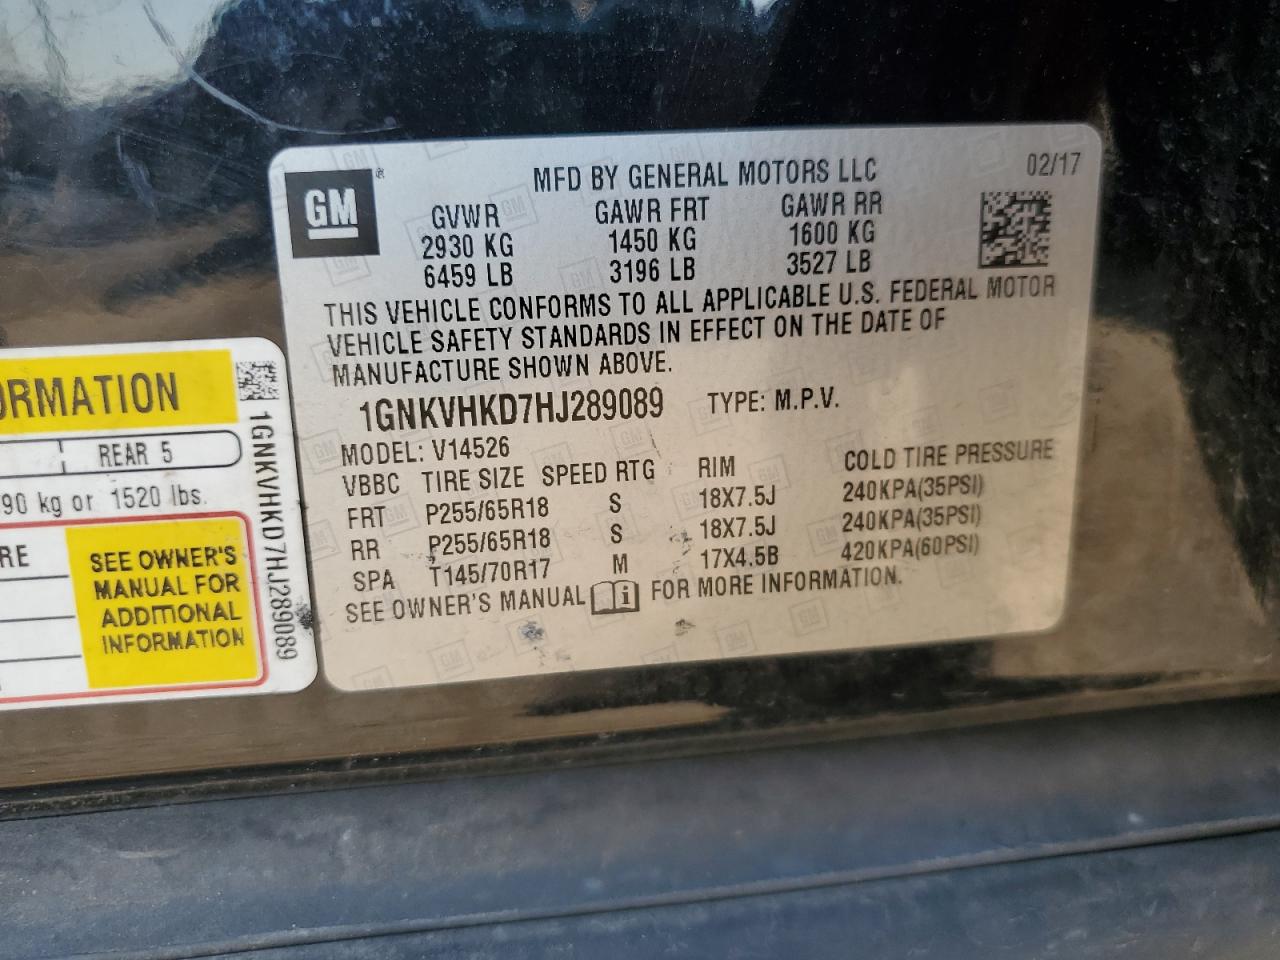 GM
®
MFD BY GENERAL MOTORS LLC
02/17
GVWR GAWR FRT GAWR RR
2930 KG 1450 KG 1600 KG
6459 LB 3196 LB 3527 LB
THIS VEHICLE CONFORMS TO ALL APPLICABLE U.S. FEDERAL MOTOR
VEHICLE SAFETY STANDARDS IN EFFECT ON THE DATE OF
MANUFACTURE SHOWN ABOVE.
1GNKVHKD7HJ289089 TYPE: M.P.V.
MODEL: V14526
VBBC TIRE SIZE SPEED RTG RIM COLD TIRE PRESSURE
FRT P255/65R18 S 18X7.5J 240KPA(35PSI)
RR P255/65R18 S 18X7.5J 240KPA(35PSI)
SPA T145/70R17 M 17X4.5B 420KPA(60PSI)
SEE OWNER'S MANUAL i FOR MORE INFORMATION.
ORMATION
REAR 5
90 kg or 1520 lbs.
RE
SEE OWNER'S
MANUAL FOR
ADDITIONAL
INFORMATION
1GNKVHKD7HJ289089